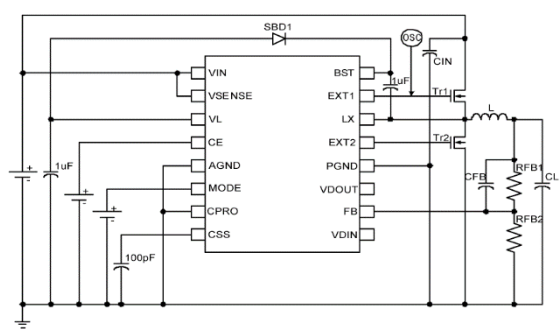 SBD1
OSC
CIN
VIN
BST
1uF
VSENSE
EXT1
Tr1
VL
LX
L
CE
EXT2
Tr2
1uF
AGND
PGND
MODE
VDOUT
CFB
RFB1
CL
CPRO
FB
RFB2
CSS
VDIN
100pF